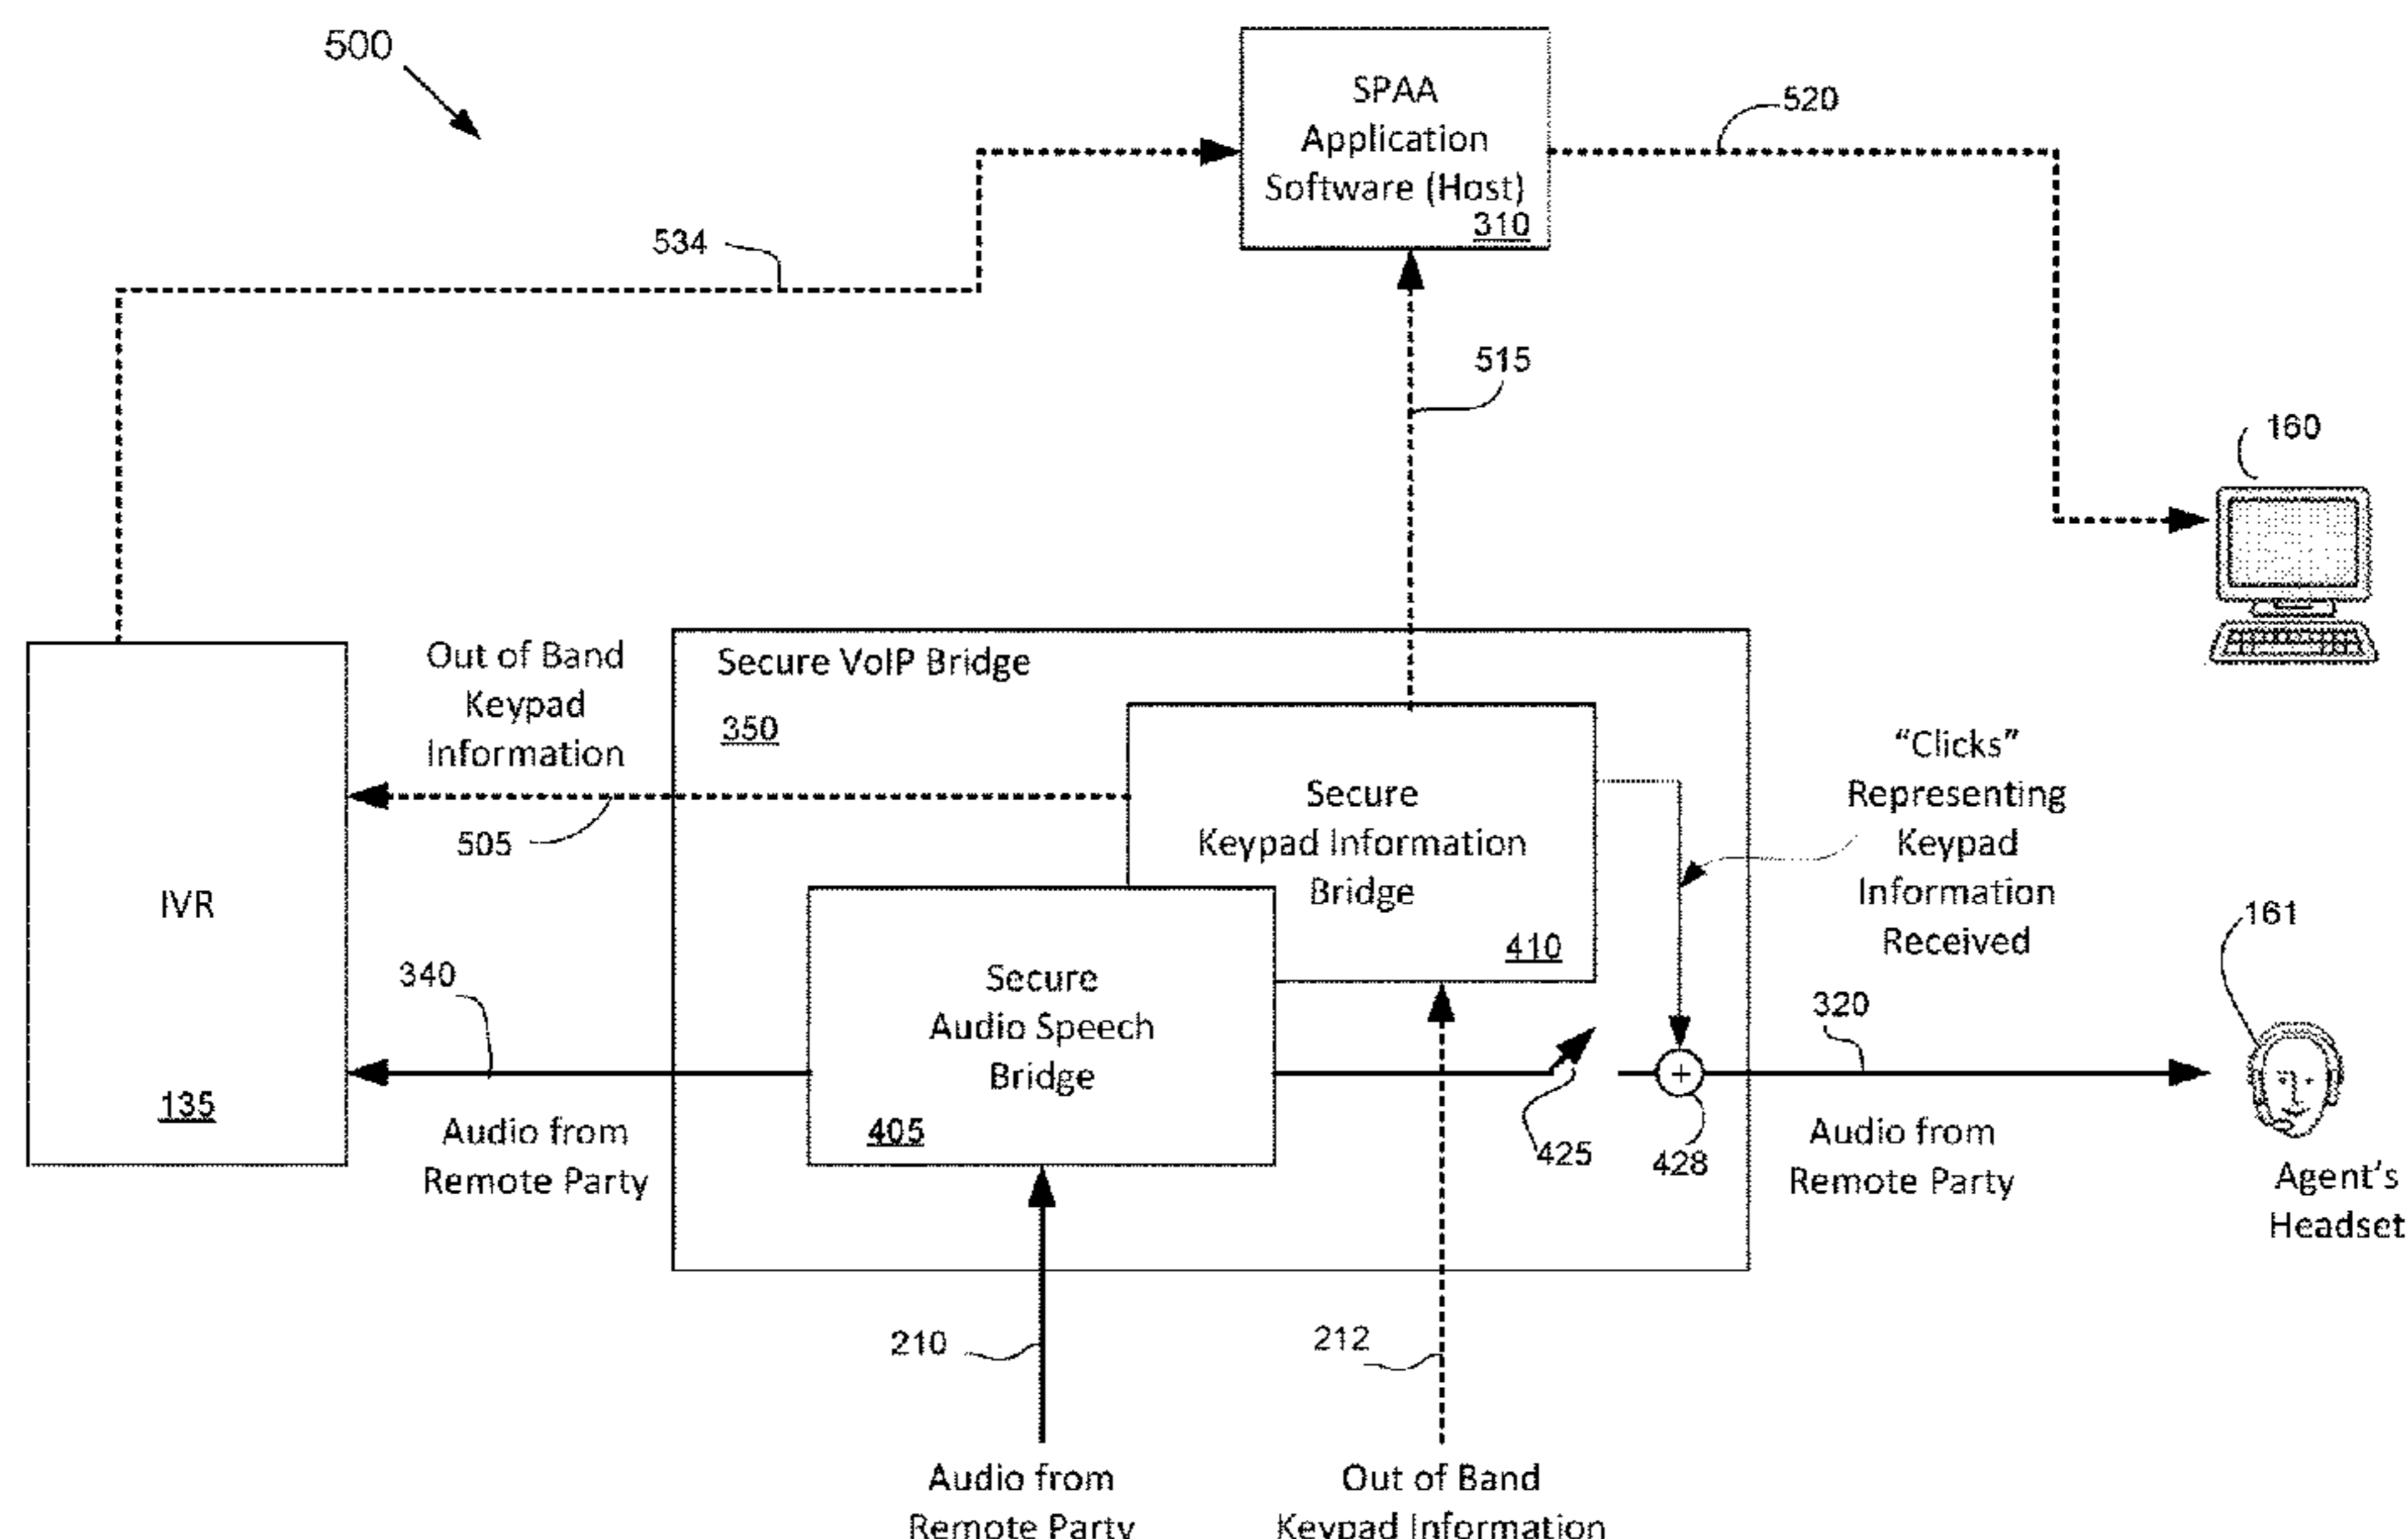 500
SPAA
Application
Software (Host)
310
520
534
515
160
Out of Band
Keypad
Information
505
Secure VoIP Bridge
350
Secure
Keypad Information
Bridge
410
"Clicks"
Representing
Keypad
Information
Received
161
IVR
135
340
Audio from
Remote Party
Secure
Audio Speech
Bridge
405
425
428
320
Audio from
Remote Party
Agent's
Headset
210
212
Audio from
Remote Party
Out of Band
Keypad Information